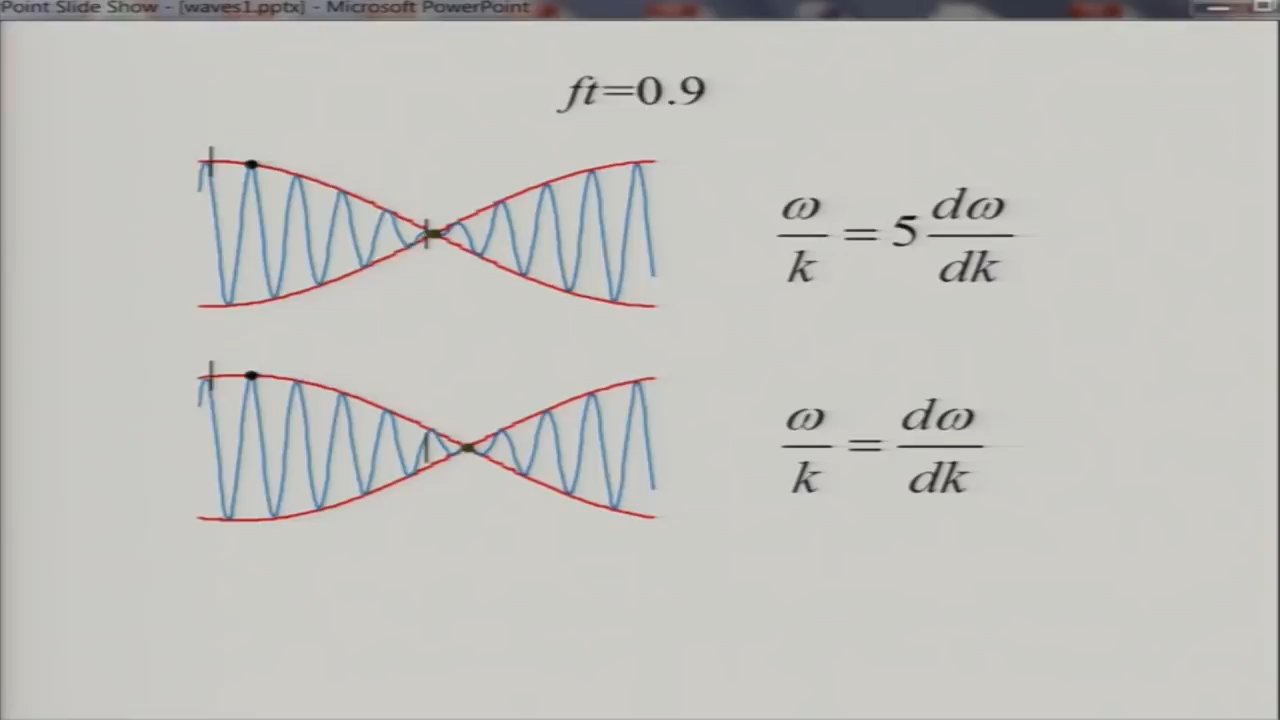 Point Slide Show - [waves1.pptx] - Microsoft PowerPoint
ft=0.9
ω/k = 5 dω/dk
ω/k = dω/dk